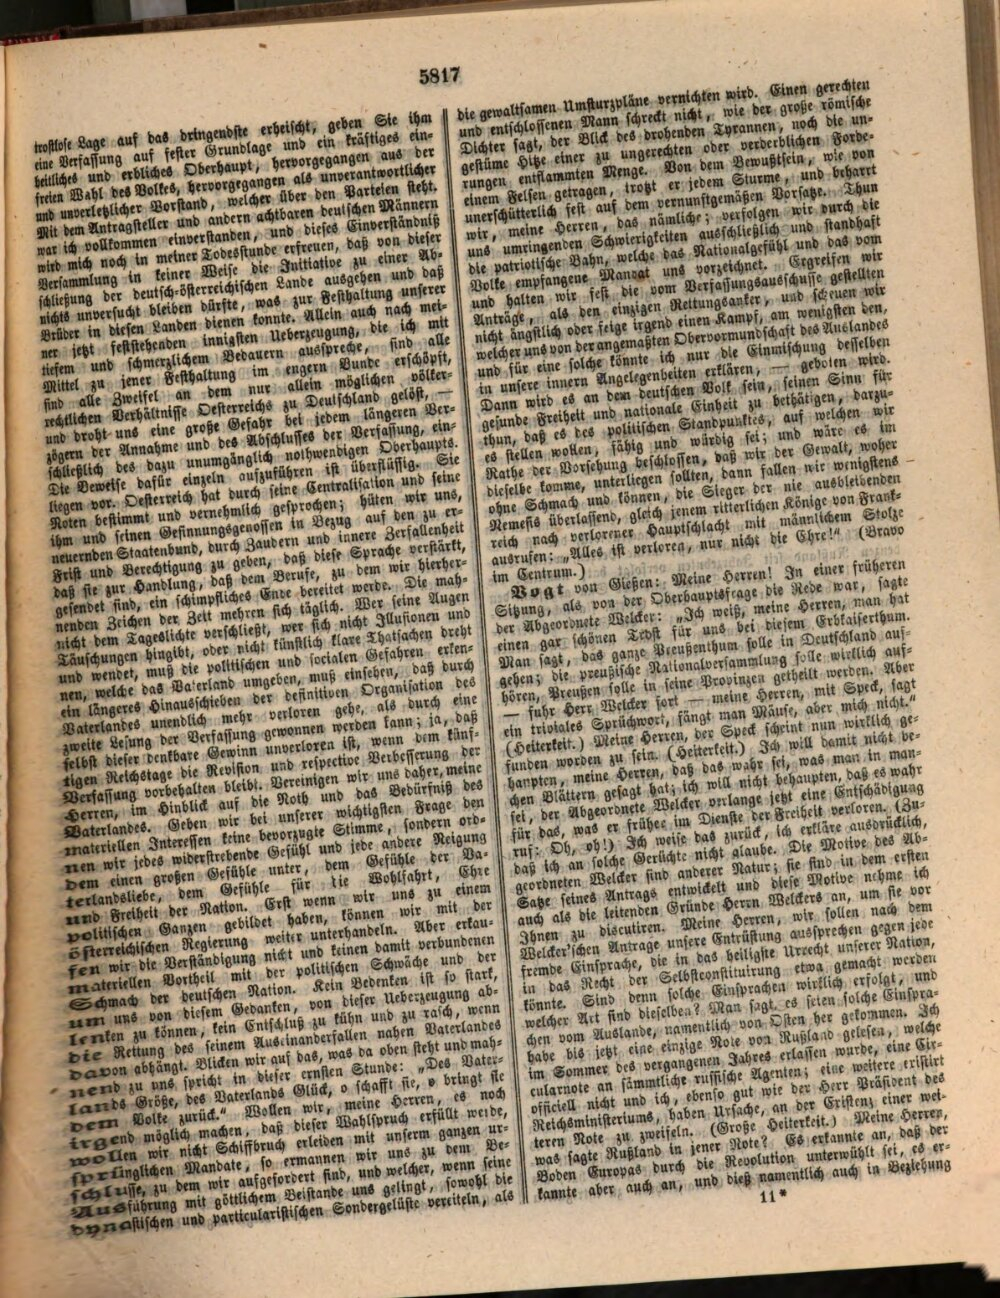 5817
trostlose Lage auf das dringendste erheischt, geben Sie ihm
eine Verfassung auf fester Grundlage und ein kräftiges ein-
heitliches und erbliches Oberhaupt, hervorgegangen aus der
freien Wahl des Volkes, hervorgegangen als unverantwortlicher
und unverletzlicher Vorstand, welcher über den Parteien steht.
Mit dem Antragsteller und andern achtbaren deutschen Männern
war ich vollkommen einverstanden, und dieses Einverständniß
wird mich noch in meiner Todesstunde erfreuen, daß von dieser
Versammlung in keiner Weise die Initiative zu einer Ab-
schließung der deutsch-österreichischen Lande ausgehen und daß
nichts unversucht bleiben dürfte, was zur Festhaltung unserer
Brüder in diesen Landen dienen konnte. Allein auch nach mei-
ner jetzt feststehenden innigsten Ueberzeugung, die ich mit
tiefem und schmerzlichem Bedauern ausspreche, sind alle
Mittel zu jener Festhaltung im engern Bunde erschöpft,
sind alle Zweifel an dem nur allein möglichen völker-
rechtlichen Verhältnisse Oesterreichs zu Deutschland gelöst, —
und droht uns eine große Gefahr bei jedem längeren Ver-
zögern der Annahme und des Abschlusses der Verfassung, ein-
schließlich des dazu unumgänglich nothwendigen Oberhaupts.
Die Beweise dafür einzeln aufzuführen ist überflüssig. Sie
liegen vor. Oesterreich hat durch seine Centralisation und seine
Noten bestimmt und vernehmlich gesprochen; hüten wir uns,
ihm und seinen Gesinnungsgenossen in Bezug auf den zu er-
neuernden Staatenbund, durch Zaudern und innere Zerfallenheit
Frist und Berechtigung zu geben, daß diese Sprache verstärkt,
daß sie zur Handlung, daß dem Berufe, zu dem wir hierher-
gesendet sind, ein schimpfliches Ende bereitet werde. Die mah-
nenden Zeichen der Zeit mehren sich täglich. Wer seine Augen
nicht dem Tageslichte verschließt, wer sich nicht Illusionen und
Täuschungen hingibt, oder nicht künstlich klare Thatsachen dreht
und wendet, muß die politischen und socialen Gefahren erken-
nen, welche das Vaterland umgeben, muß einsehen, daß durch
ein längeres Hinausschieben der definitiven Organisation des
Vaterlandes unendlich mehr verloren gehe, als durch eine
zweite Lesung der Verfassung gewonnen werden kann; ja, daß
selbst dieser denkbare Gewinn unverloren ist, wenn dem künf-
tigen Reichstage die Revision und respective Verbesserung der
Verfassung vorbehalten bleibt. Vereinigen wir uns daher, meine
Herren, im Hinblick auf die Noth und das Bedürfniß des
Vaterlandes. Geben wir bei unserer wichtigsten Frage den
materiellen Interessen keine bevorzugte Stimme, sondern ord-
nen wir jedes widerstrebende Gefühl und jede andere Neigung
dem einen großen Gefühle unter, dem Gefühle der Va-
terlandsliebe, dem Gefühle für die Wohlfahrt, Ehre
und Freiheit der Nation. Erst wenn wir uns zu einem
politischen Ganzen gebildet haben, können wir mit der
österreichischen Regierung weiter unterhandeln. Aber erkau-
fen wir die Verständigung nicht und keinen damit verbundenen
materiellen Vortheil mit der politischen Schwäche und der
Schmach der deutschen Nation. Kein Bedenken ist so stark,
um uns von diesem Gedanken, von dieser Ueberzeugung ab-
lenken zu können, kein Entschluß zu kühn und zu rasch, wenn
die Rettung des seinem Auseinanderfallen nahen Vaterlandes
davon abhängt. Blicken wir auf das, was da oben steht und mah-
nend zu uns spricht in dieser ernsten Stunde: „Des Vater-
lands Größe, des Vaterlands Glück, o schafft sie, o bringt sie
dem Volke zurück.“ Wollen wir, meine Herren, es noch
irgend möglich machen, daß dieser Wahlspruch erfüllt werde,
wollen wir nicht Schiffbruch erleiden mit unserm ganzen ur-
sprünglichen Mandate, so ermannen wir uns zu dem Be-
schlusse, zu dem wir aufgefordert sind, und welcher, wenn seine
Ausführung mit göttlichem Beistande uns gelingt, sowohl die
dynastischen und particularistischen Sondergelüste vereiteln, als
die gewaltsamen Umsturzpläne vernichten wird. Einen gerechten
und entschlossenen Mann schreckt nicht, wie der große römische
Dichter sagt, der Blick des drohenden Tyrannen, noch die un-
gestüme Hitze einer zu ungerechten oder verderblichen Forde-
rungen entflammten Menge. Von dem Bewußtsein, wie von
einem Felsen getragen, trotzt er jedem Sturme, und beharrt
unerschütterlich fest auf dem vernunftgemäßen Vorsatze. Thun
wir, meine Herren, das nämliche; verfolgen wir durch die
uns umringenden Schwierigkeiten ausschließlich und standhaft
die patriotische Bahn, welche das Nationalgefühl und das vom
Volke empfangene Mandat uns vorzeichnet. Ergreifen wir
und halten wir fest die vom Verfassungsausschusse gestellten
Anträge, als den einzigen Rettungsanker, und scheuen wir
nicht ängstlich oder feige irgend einen Kampf, am wenigsten den,
welcher uns von der angemaßten Obervormundschaft des Auslandes
und für eine solche könnte ich nur die Einmischung desselben
in unsere innern Angelegenheiten erklären, — geboten wird.
Dann wird es an dem deutschen Volk sein, seinen Sinn für
gesunde Freiheit und nationale Einheit zu bethätigen, darzu-
thun, daß es des politischen Standpunktes, auf welchen wir
es stellen wollen, fähig und würdig sei; und wäre es im
Rathe der Vorsehung beschlossen, daß wir der Gewalt, woher
dieselbe komme, unterliegen sollten, dann fallen wir wenigstens
ohne Schmach und können, die Sieger der nie ausbleibenden
Nemesis überlassend, gleich jenem ritterlichen Könige von Frank-
reich nach verlorener Hauptschlacht mit männlichem Stolze
ausrufen: „Alles ist verloren, nur nicht die Ehre!“ (Bravo
im Centrum.)
Vogt von Gießen: Meine Herren! In einer früheren
Sitzung, als von der Oberhauptsfrage die Rede war, sagte
der Abgeordnete Welcker: „Ich weiß, meine Herren, man hat
einen gar schönen Trost für uns bei diesem Erbkaiserthum.
Man sagt, das ganze Preußenthum solle in Deutschland auf-
gehen; die preußische Nationalversammlung solle wirklich auf-
hören, Preußen solle in seine Provinzen getheilt werden. Aber
— fuhr Herr Welcker fort — meine Herren, mit Speck, sagt
ein triviales Sprüchwort, fängt man Mäuse, aber mich nicht.“
(Heiterkeit.) Meine Herren, der Speck scheint nun wirklich ge-
funden worden zu sein. (Heiterkeit.) Ich will damit nicht be-
haupten, meine Herren, daß das wahr sei, was man in man-
chen Blättern gesagt hat; ich will nicht behaupten, daß es wahr
sei, der Abgeordnete Welcker verlange jetzt eine Entschädigung
für das, was er früher im Dienste der Freiheit verloren. (Zu-
ruf: Oh, oh!) Ich weise das zurück, ich erkläre ausdrücklich,
daß ich an solche Gerüchte nicht glaube. Die Motive des Ab-
geordneten Welcker sind anderer Natur; sie sind in dem ersten
Satze seines Antrags entwickelt und diese Motive nehme ich
auch als die leitenden Gründe Herrn Welckers an, um sie vor
Ihnen zu discutiren. Meine Herren, wir sollen nach dem
Welcker'schen Antrage unsere Entrüstung aussprechen gegen jede
fremde Einsprache, die in das heiligste Urrecht unserer Nation,
in das Recht der Selbstconstituirung etwa gemacht werden
könnte. Sind denn solche Einsprachen wirklich erfolgt, und
welcher Art sind dieselben? Man sagt, es seien solche Einspra-
chen vom Auslande, namentlich von Osten her gekommen. Ich
habe bis jetzt eine einzige Note von Rußland gelesen, welche
im Sommer des vergangenen Jahres erlassen wurde, eine Cir-
cularnote an sämmtliche russische Agenten; eine weitere existirt
officiell nicht und ich, ebenso gut wie der Herr Präsident des
Reichsministeriums, haben Ursache, an der Existenz einer wei-
teren Note zu zweifeln. (Große Heiterkeit.) Meine Herren,
was sagte Rußland in jener Note? Es erkannte an, daß der
Boden Europas durch die Revolution unterwühlt sei, es er-
kannte aber auch an, und dieß namentlich auch in Beziehung
11*